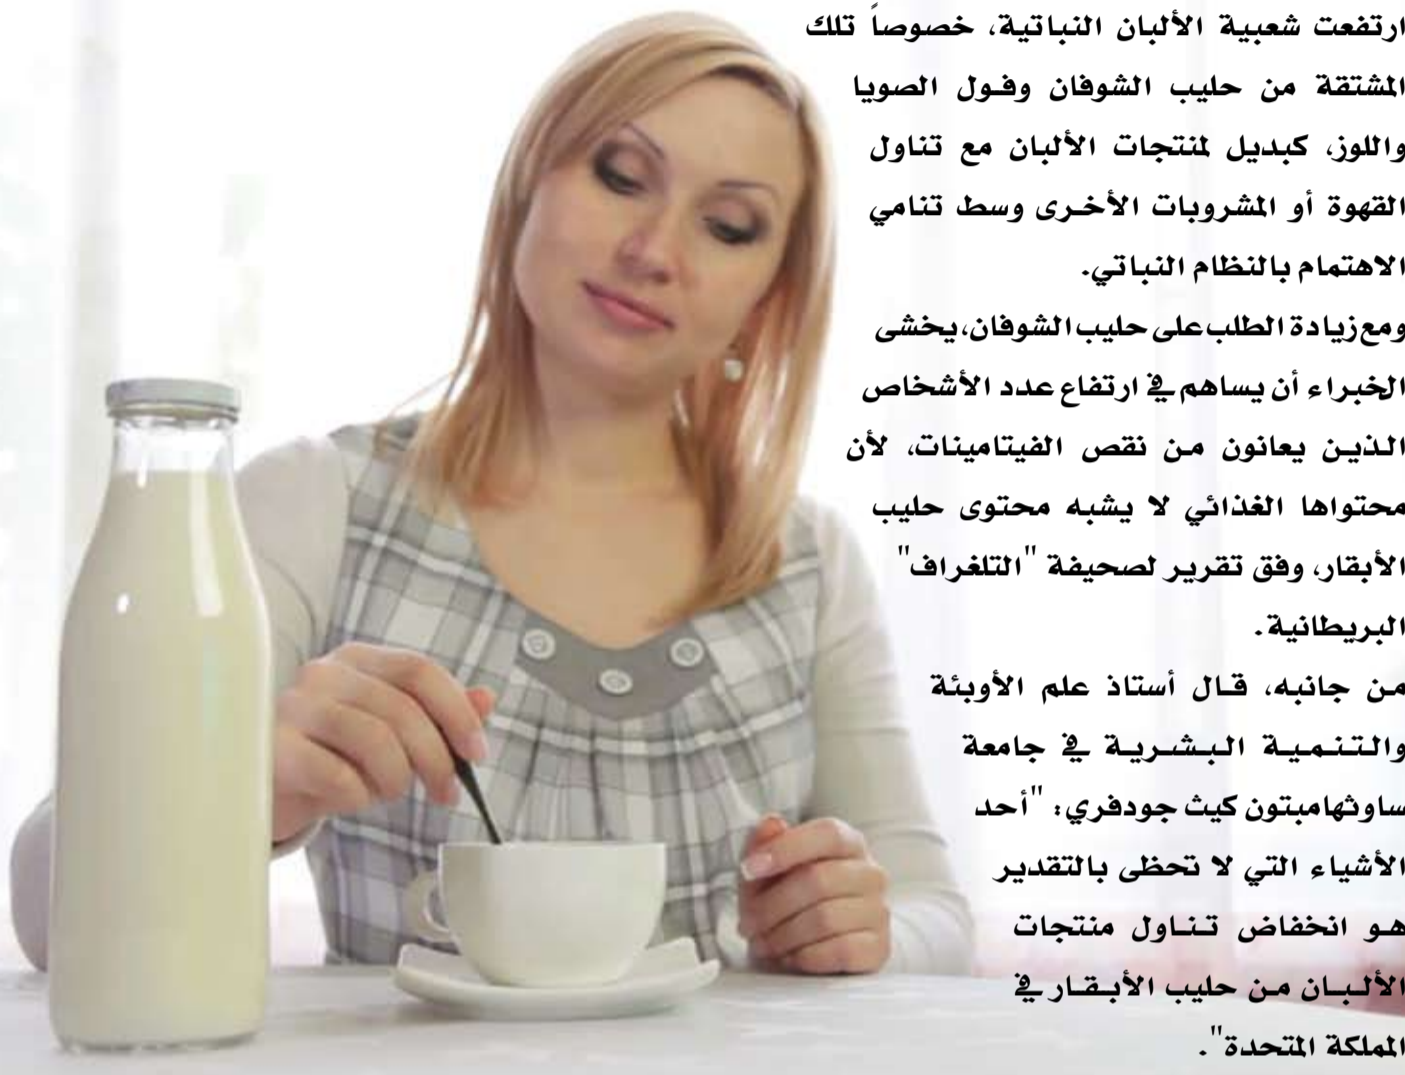 ارتفعت شعبية الألبان النباتية، خصوصاً تلك
المشتقة من حليب الشوفان وفول الصويا
واللوز، كبديل لمنتجات الألبان مع تناول
القهوة أو المشروبات الأخرى وسط تنامي
الاهتمام بالنظام النباتي.
ومع زيادة الطلب على حليب الشوفان، يخشى
الخبراء أن يساهم في ارتفاع عدد الأشخاص
الذين يعانون من نقص الفيتامينات، لأن
محتواها الغذائي لا يشبه محتوى حليب
الأبقار، وفق تقرير لصحيفة "التلغراف"
البريطانية.
من جانبه، قال أستاذ علم الأوبئة
والتنمية البشرية في جامعة
ساوثهامبتون كيث جودفري: "أحد
الأشياء التي لا تحظى بالتقدير
هو انخفاض تناول منتجات
الألبان من حليب الأبقار في
المملكة المتحدة".